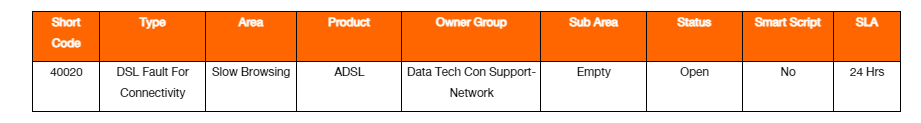 Short Code Type Area Product Owner Group Sub Area Status Smart Script SLA
40020 DSL Fault For Connectivity Slow Browsing ADSL Data Tech Con Support-Network Empty Open No 24 Hrs